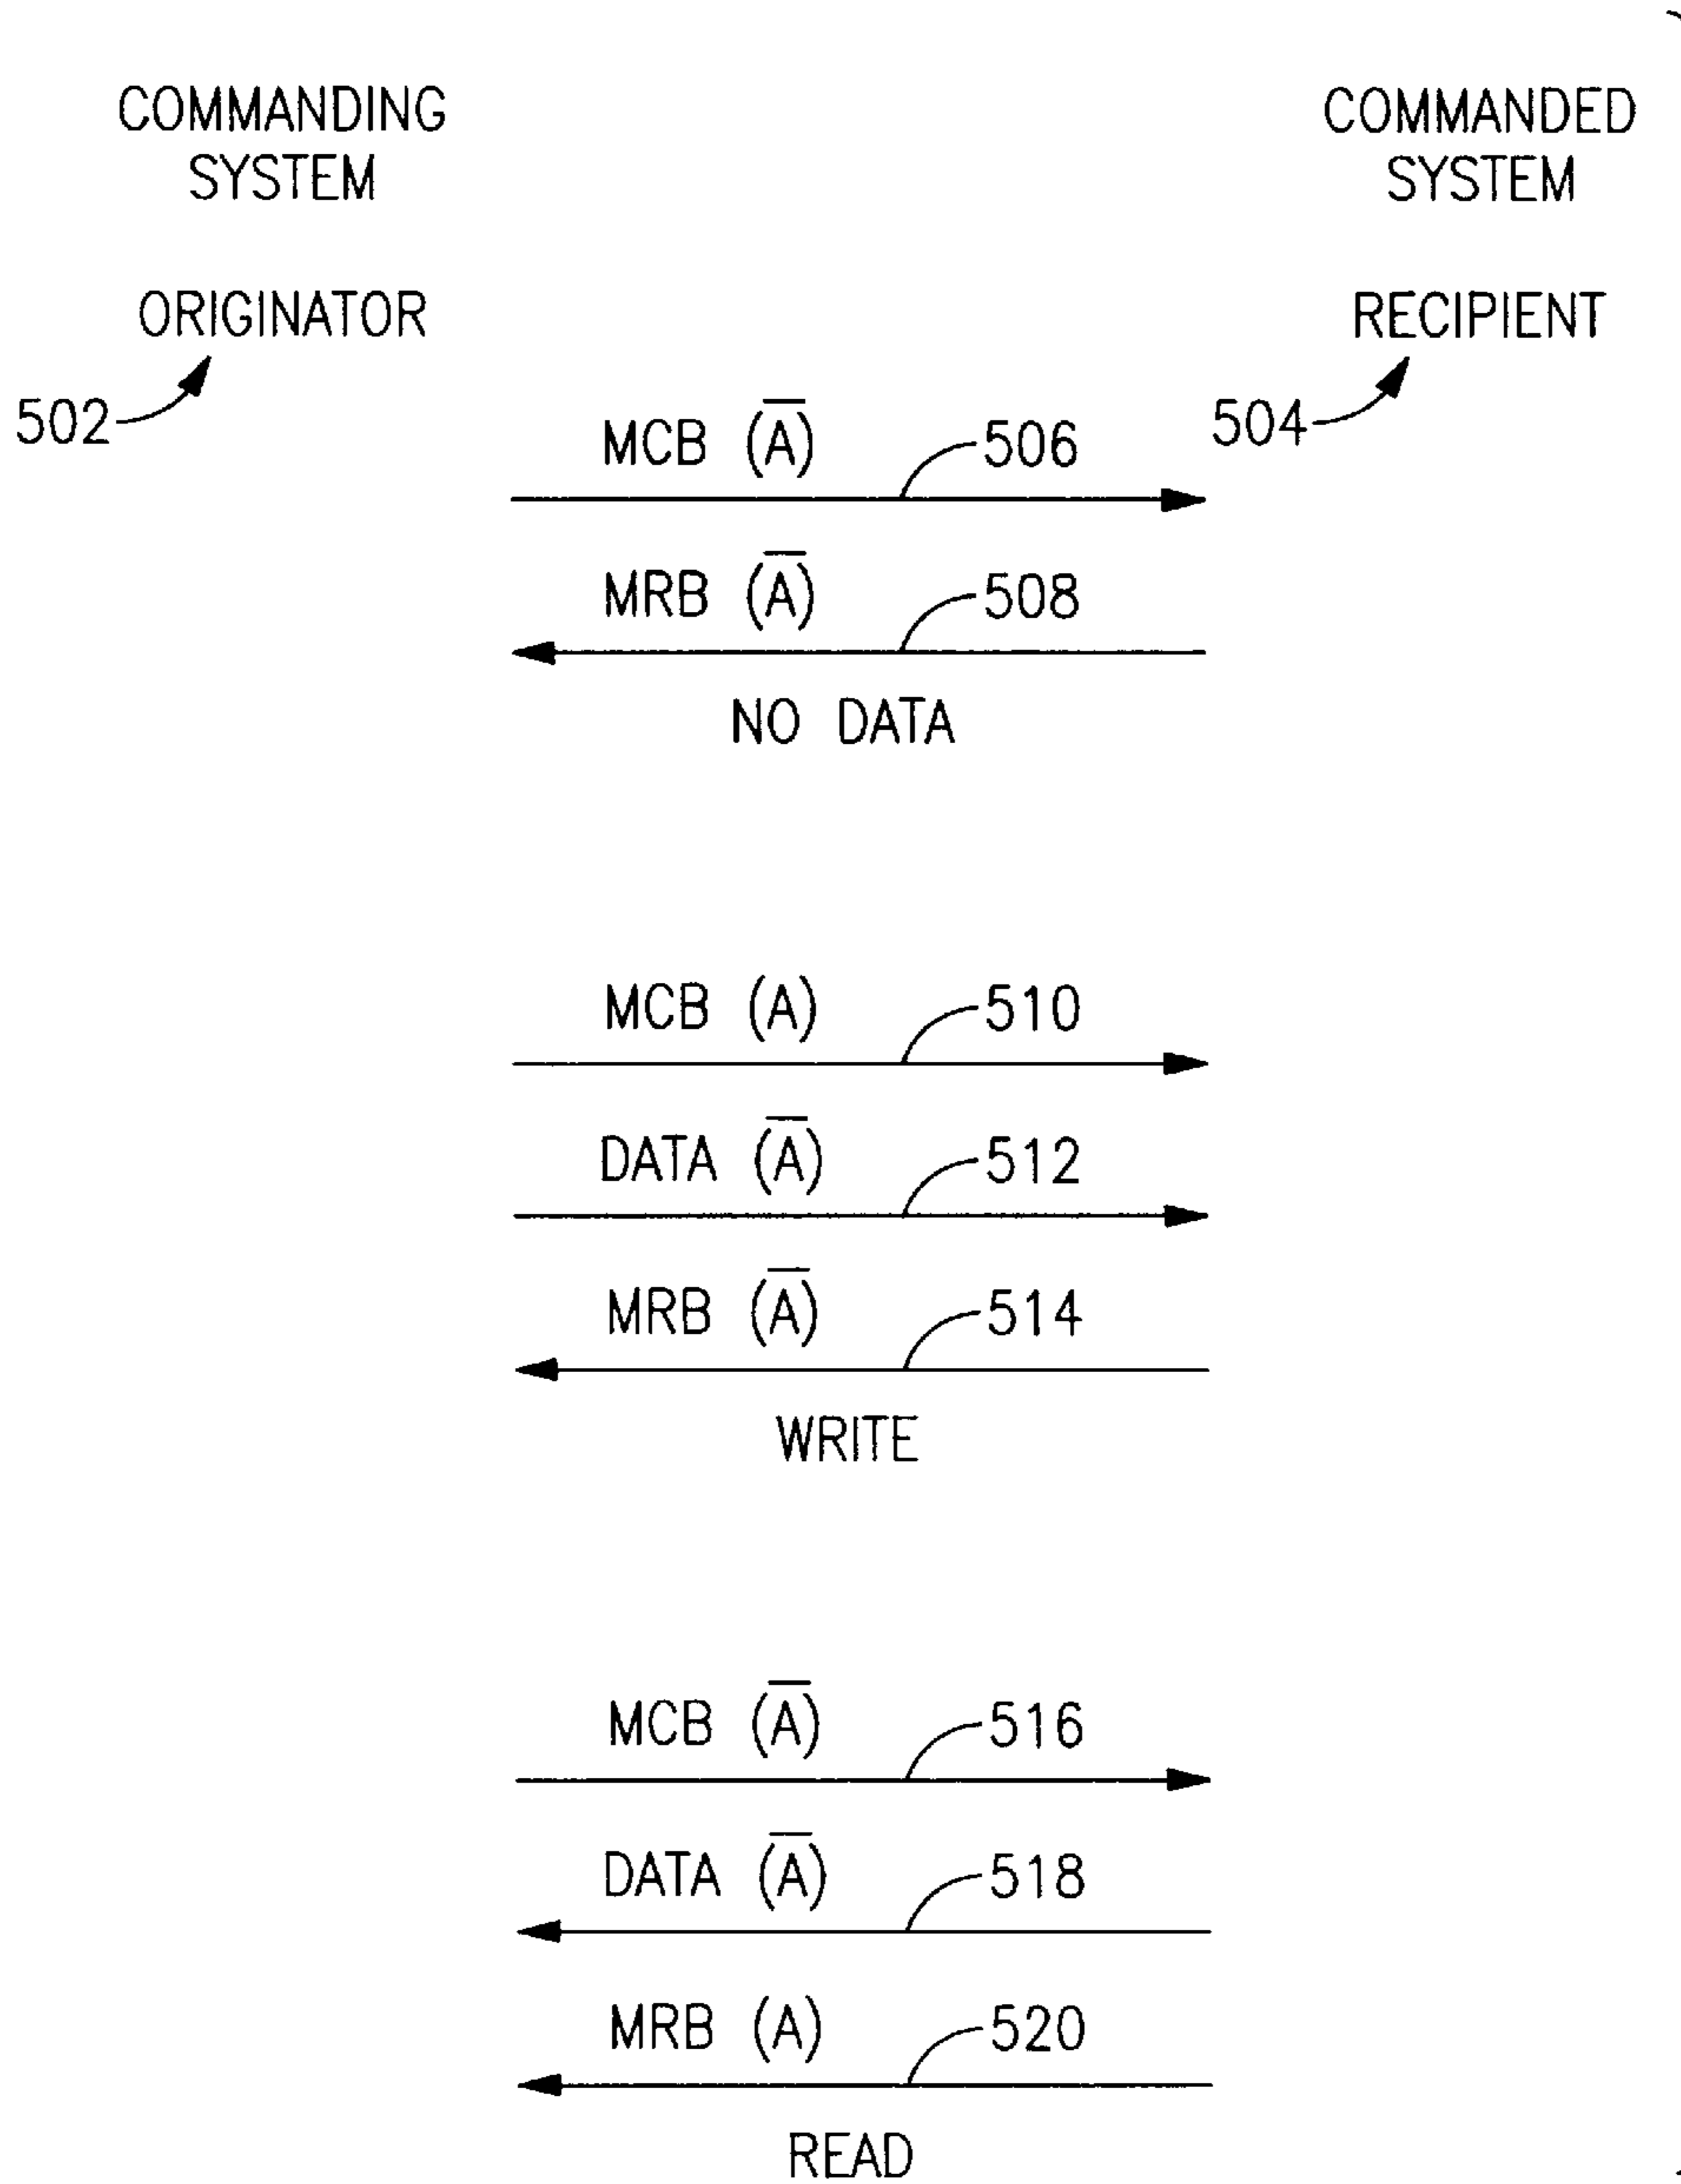 COMMANDING
SYSTEM
COMMANDED
SYSTEM
ORIGINATOR
RECIPIENT
502
504
MCB (A̅)
506
MRB (A̅)
508
NO DATA
MCB (A)
510
DATA (A̅)
512
MRB (A̅)
514
WRITE
MCB (A̅)
516
DATA (A̅)
518
MRB (A)
520
READ